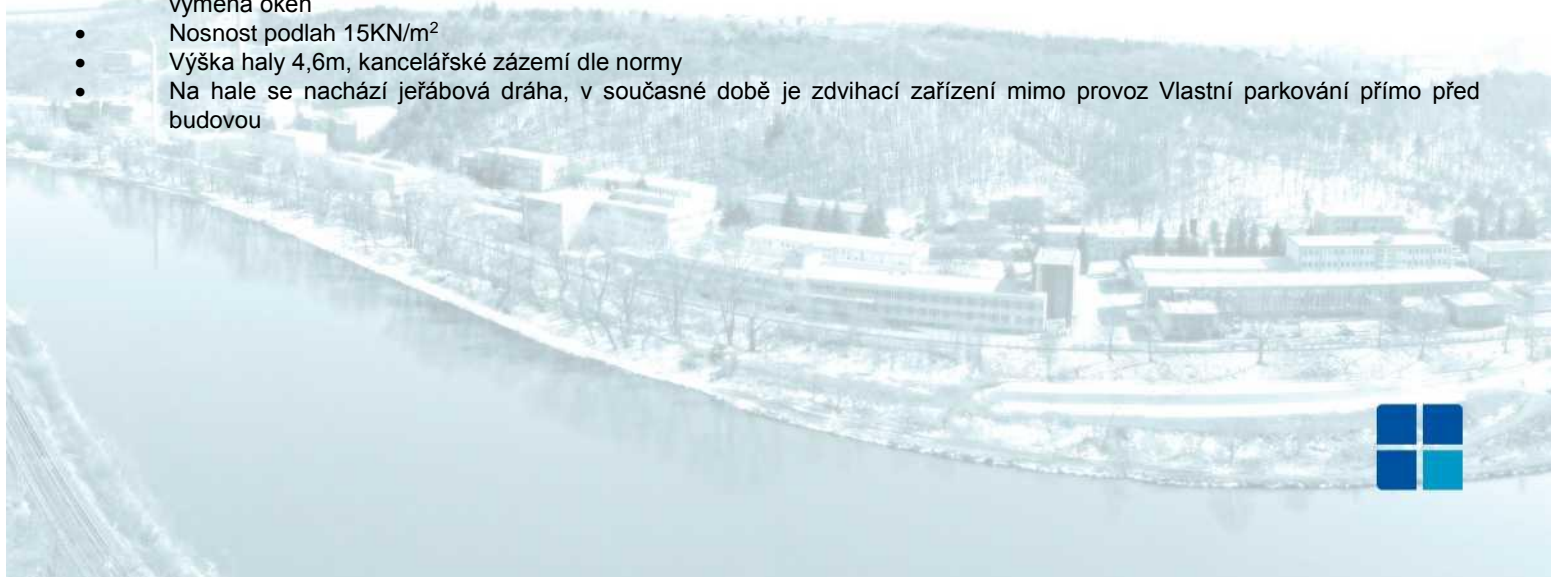 výměna oken
• Nosnost podlah 15KN/m²
• Výška haly 4,6m, kancelářské zázemí dle normy
• Na hale se nachází jeřábová dráha, v současné době je zdvihací zařízení mimo provoz Vlastní parkování přímo před
budovou